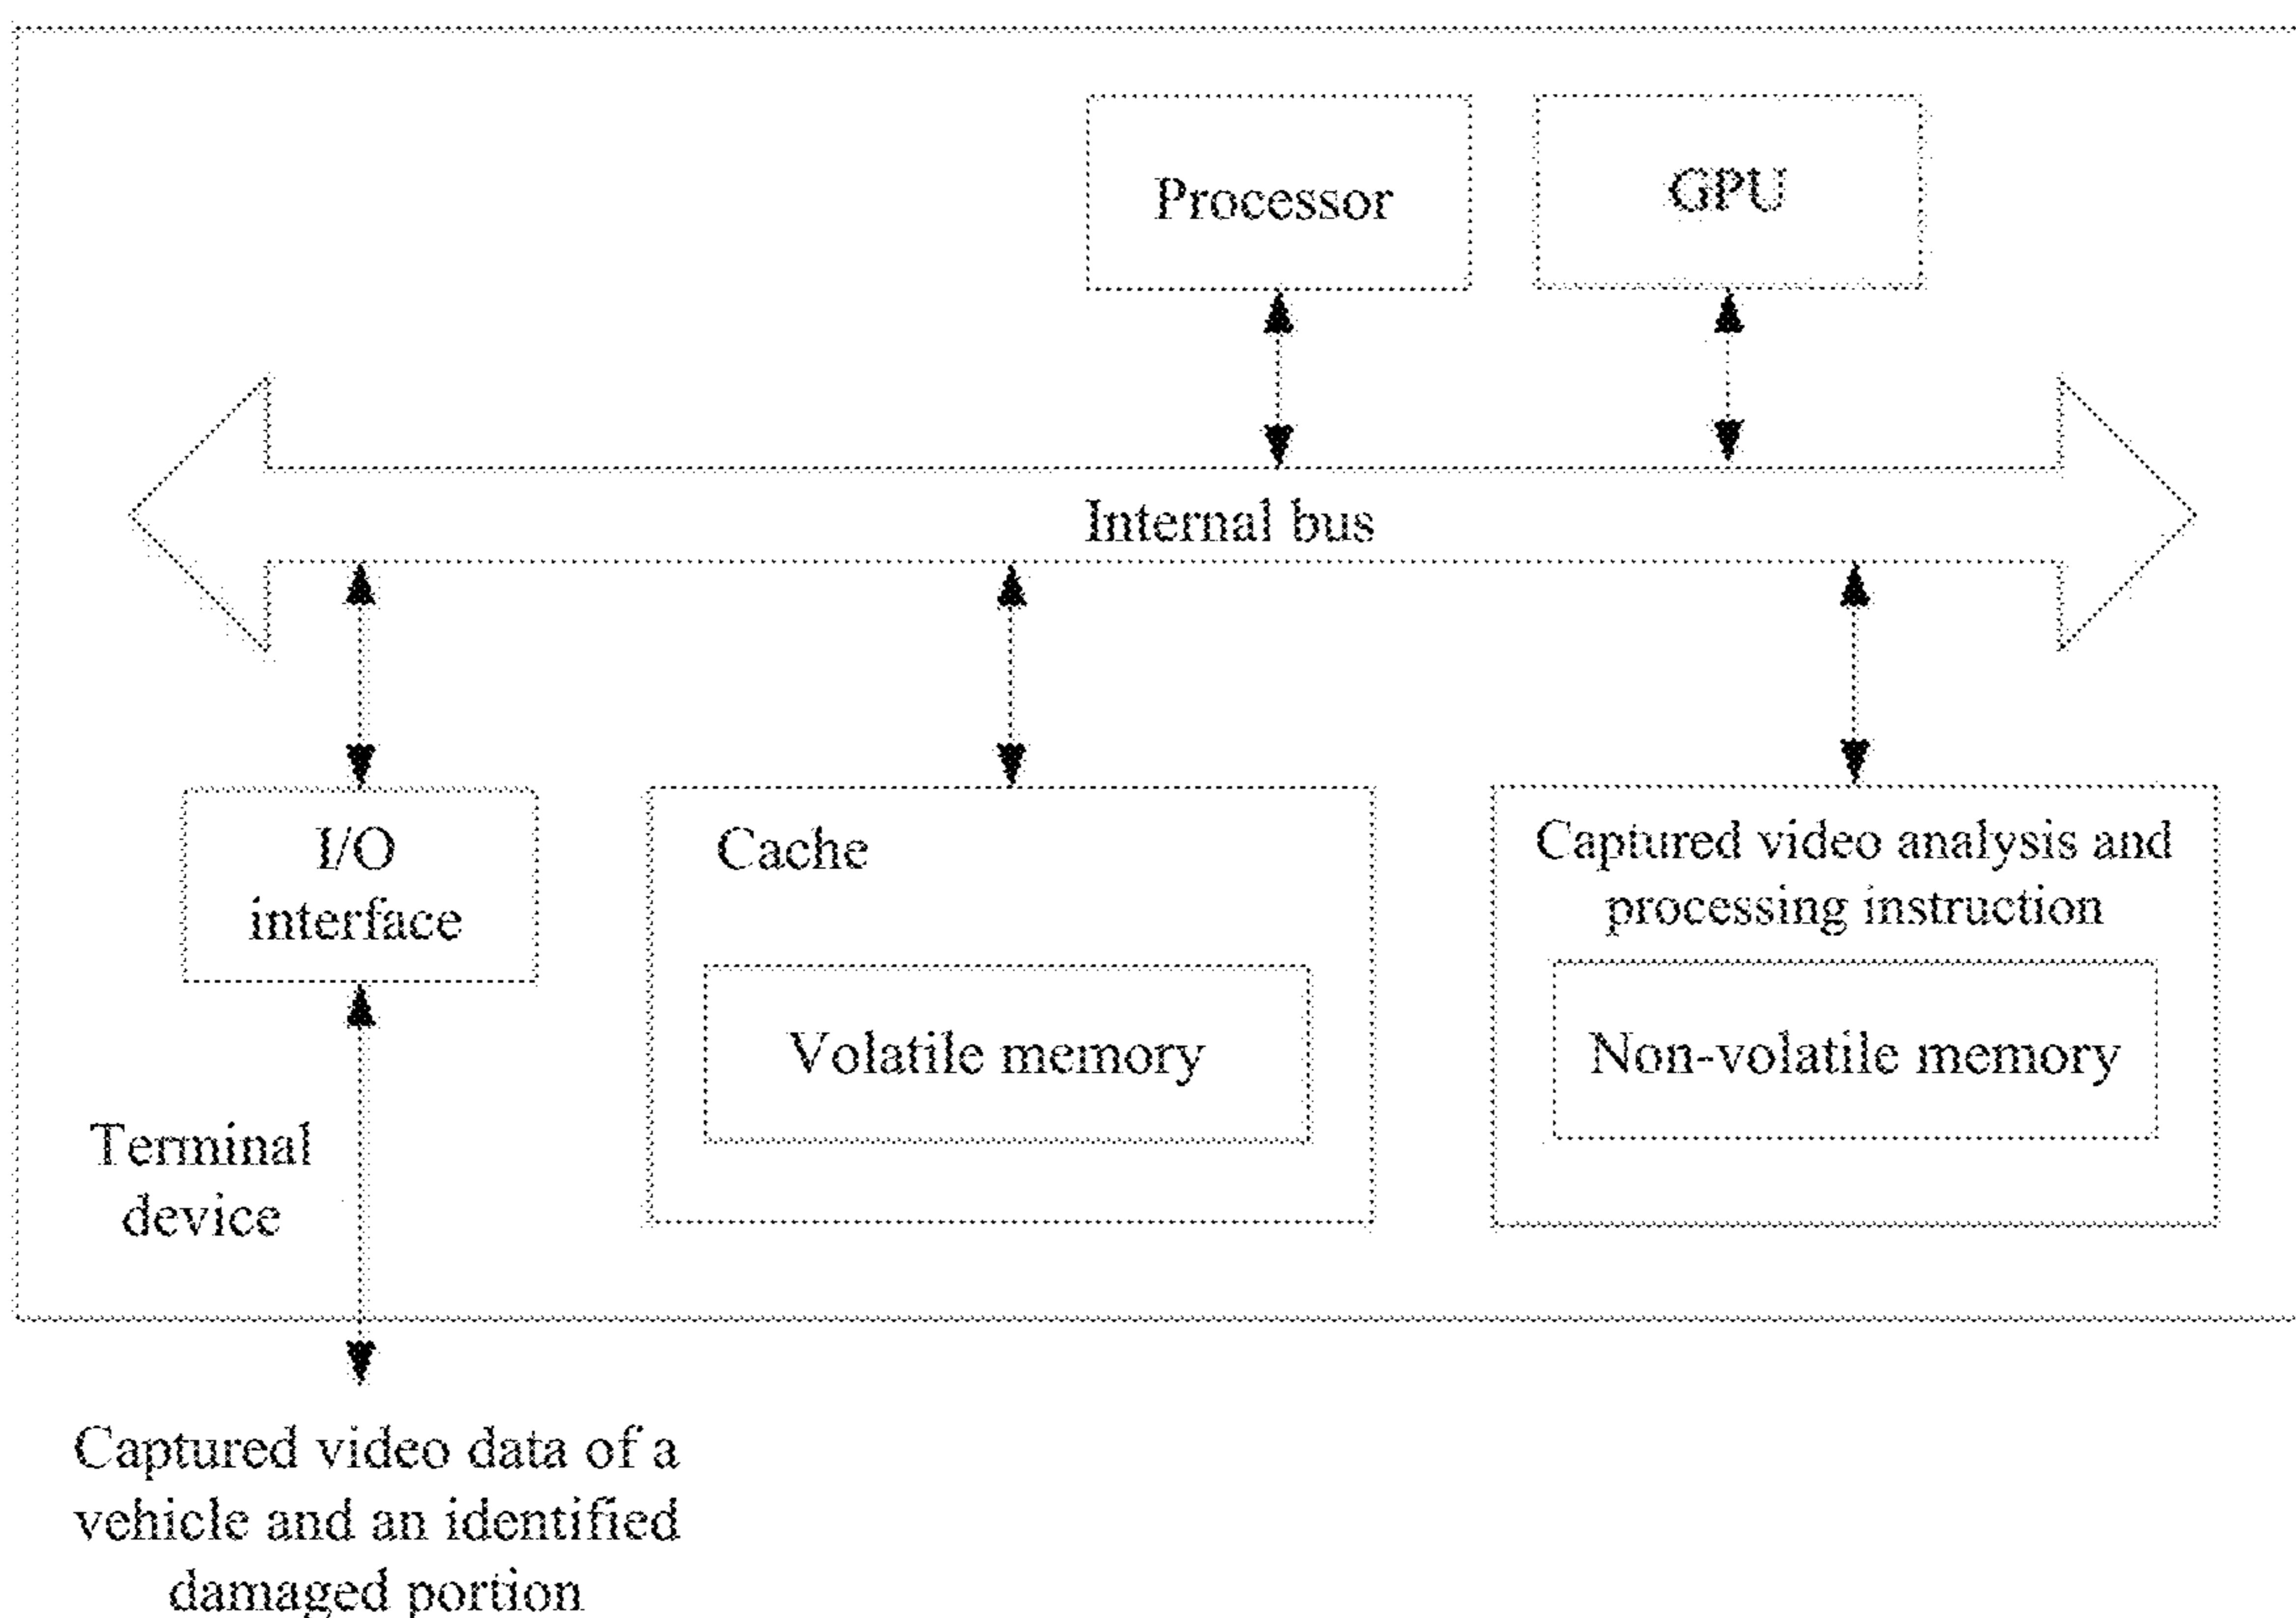 Processor
GPU
Internal bus
I/O
interface
Cache
Volatile memory
Captured video analysis and
processing instruction
Non-volatile memory
Terminal
device
Captured video data of a
vehicle and an identified
damaged portion